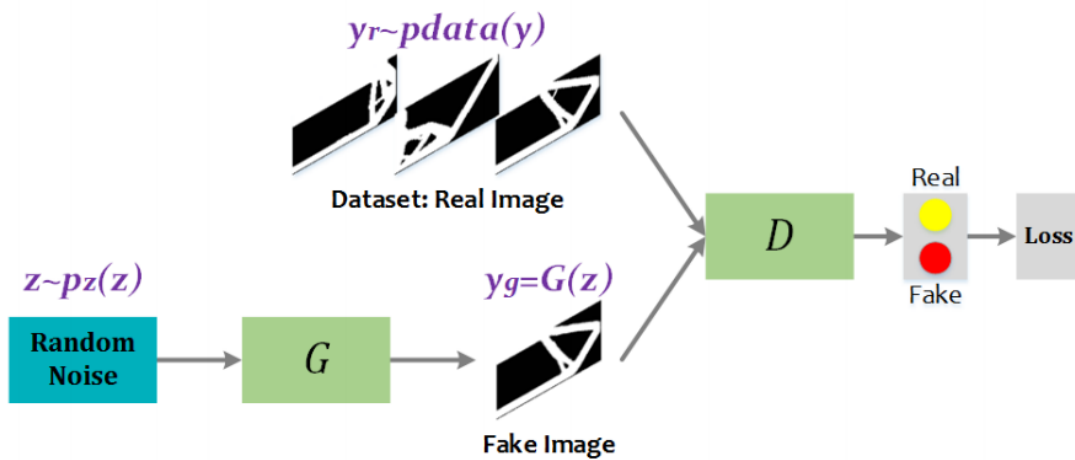 yr~pdata(y)
Dataset: Real Image
Real
D
Loss
Fake
z~pz(z)
yg=G(z)
Random
Noise
G
Fake Image